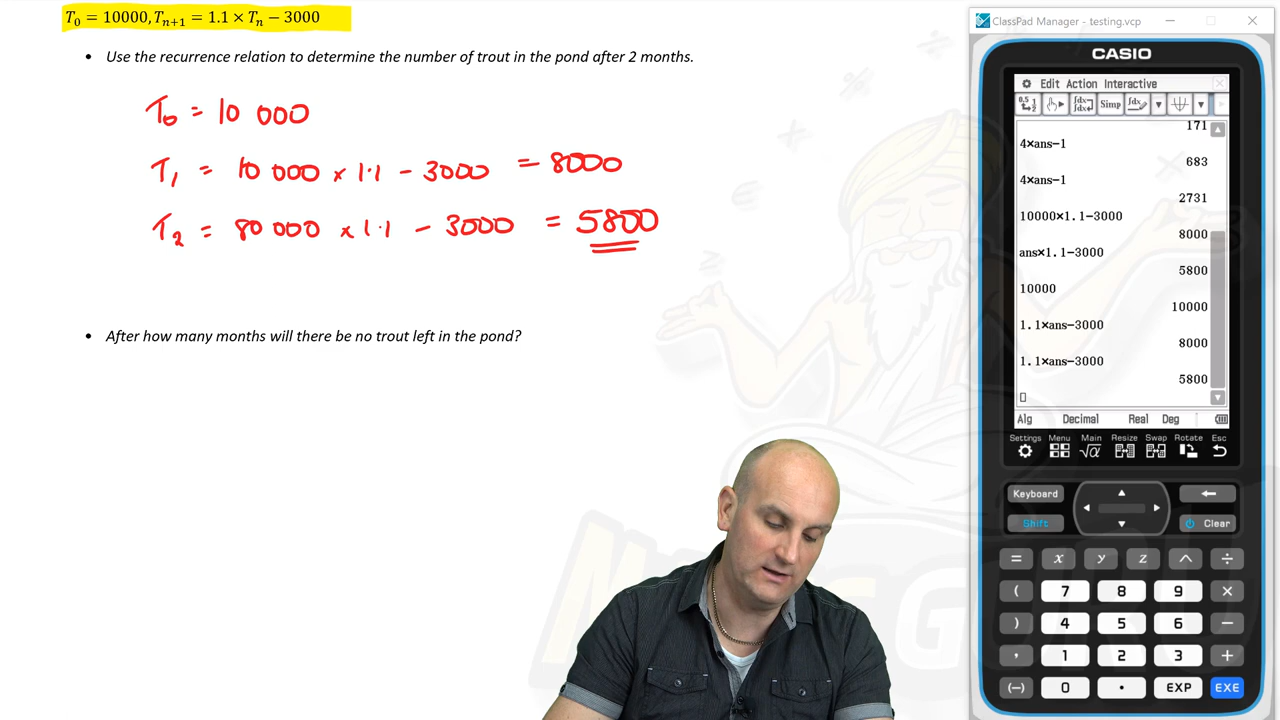 T₀ = 10000, Tₙ₊₁ = 1.1 × Tₙ − 3000
• Use the recurrence relation to determine the number of trout in the pond after 2 months.
T₀ = 10 000
T₁ = 10 000 × 1·1 − 3000 = 8000
T₂ = 80 000 × 1·1 − 3000 = 5800
• After how many months will there be no trout left in the pond?
ClassPad Manager - testing.vcp
CASIO
Edit Action Interactive
Simp
171
4×ans−1
683
4×ans−1
2731
10000×1.1−3000
8000
ans×1.1−3000
5800
10000
10000
1.1×ans−3000
8000
1.1×ans−3000
5800
Alg Decimal Real Deg
Settings Menu Main Resize Swap Rotate Esc
Keyboard
Shift Clear
= x y z ^ ÷
( 7 8 9 ×
) 4 5 6 −
, 1 2 3 +
(−) 0 . EXP EXE